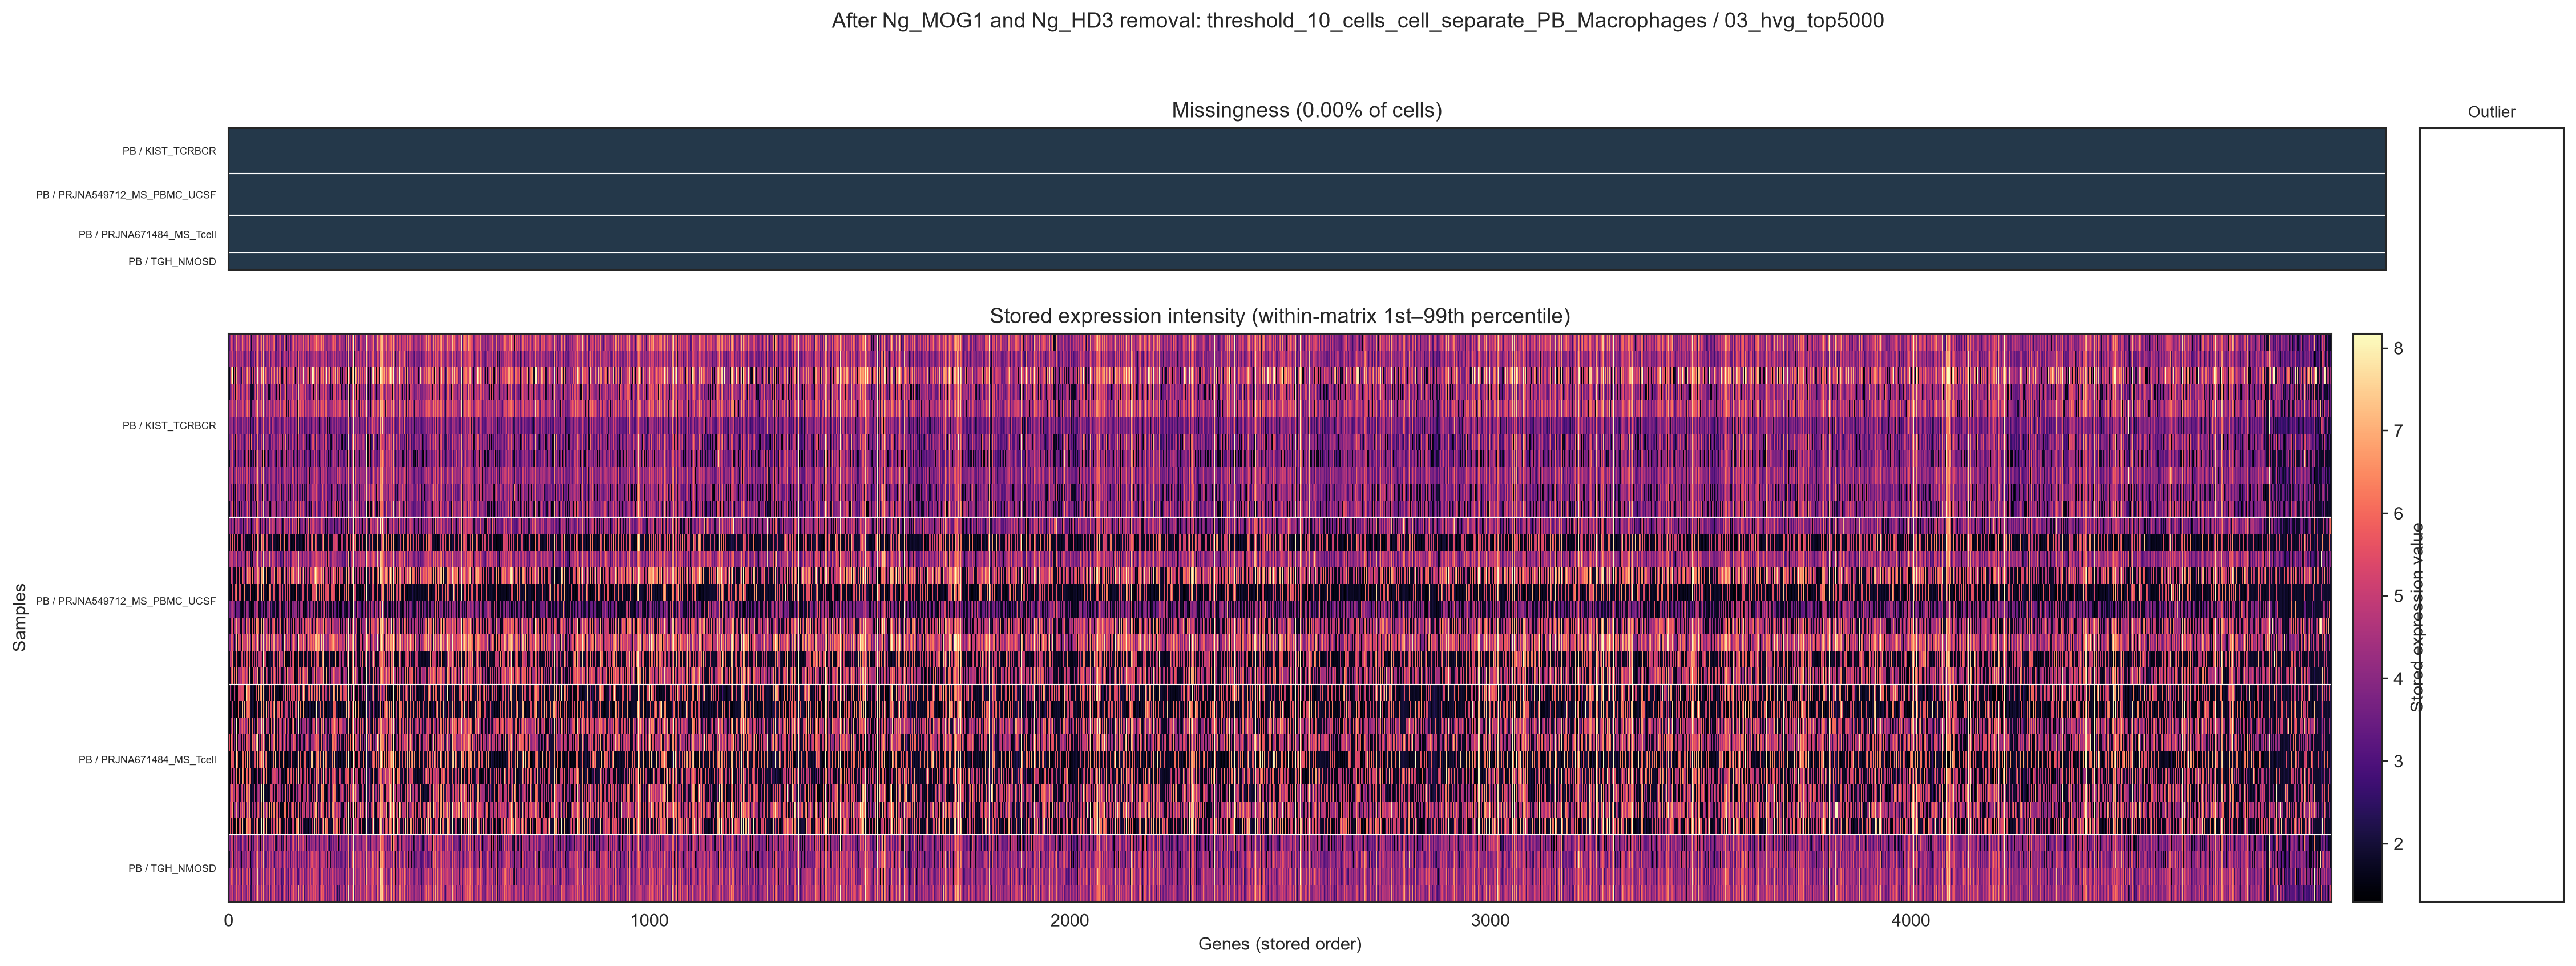 After Ng_MOG1 and Ng_HD3 removal: threshold_10_cells_cell_separate_PB_Macrophages / 03_hvg_top5000
Missingness (0.00% of cells)
Outlier
PB / KIST_TCRBCR
PB / PRJNA549712_MS_PBMC_UCSF
PB / PRJNA671484_MS_Tcell
PB / TGH_NMOSD
Stored expression intensity (within-matrix 1st–99th percentile)
Samples
PB / KIST_TCRBCR
PB / PRJNA549712_MS_PBMC_UCSF
PB / PRJNA671484_MS_Tcell
PB / TGH_NMOSD
8
7
6
5
4
3
2
Stored expression value
0 1000 2000 3000 4000
Genes (stored order)